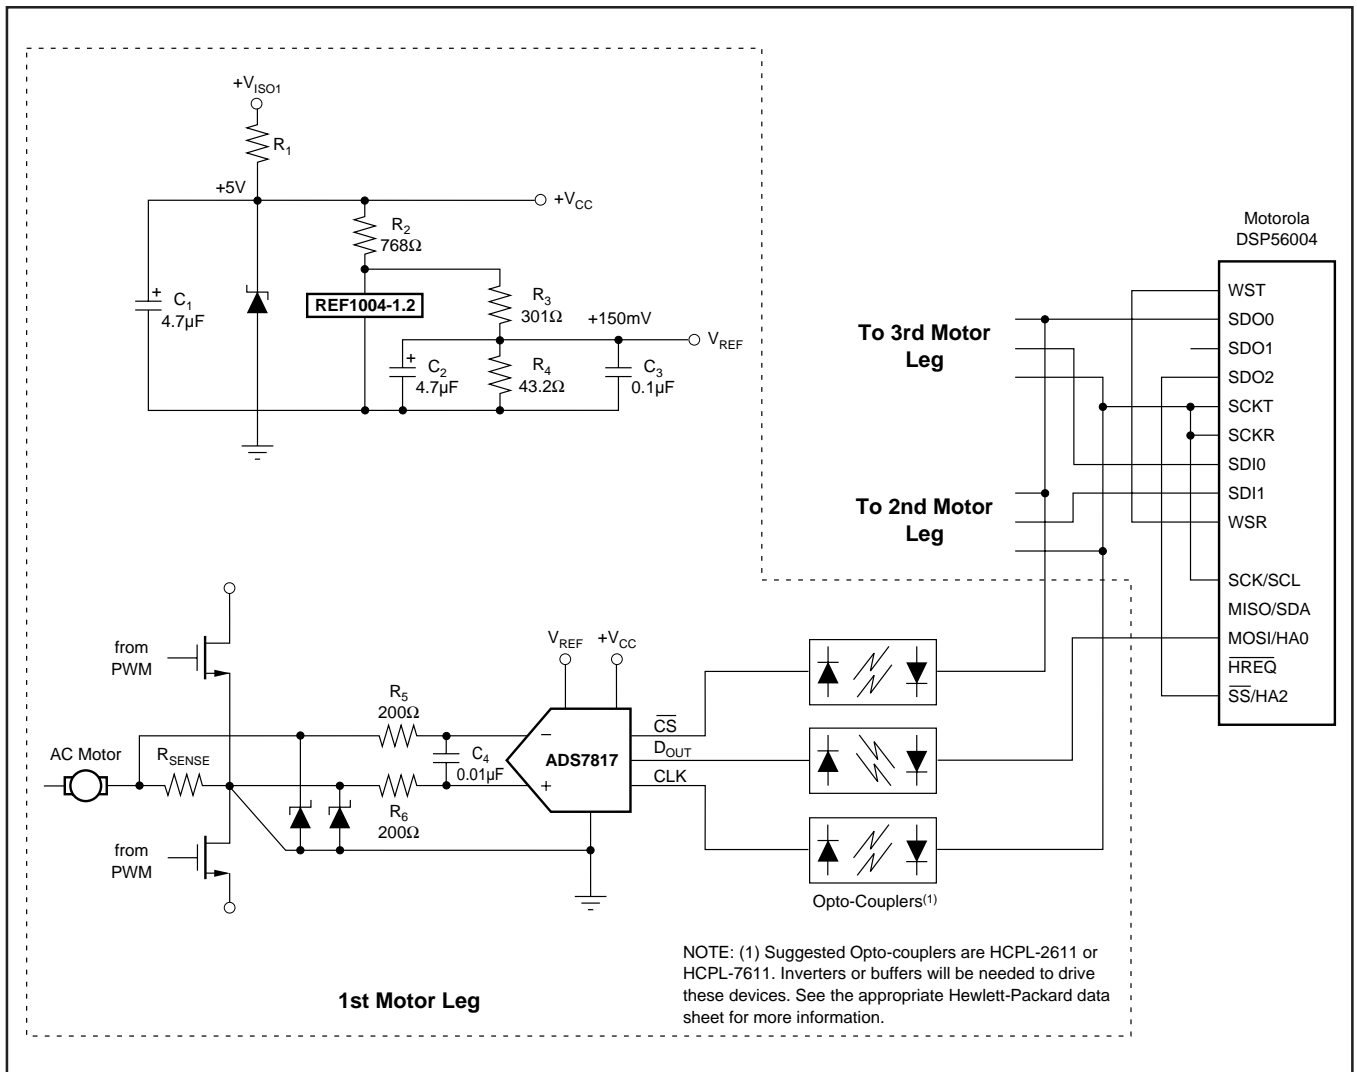 +V_ISO1
R_1
+5V
+V_CC
R_2
768Ω
C_1
4.7µF
REF1004-1.2
R_3
301Ω
+150mV
V_REF
C_2
4.7µF
R_4
43.2Ω
C_3
0.1µF
Motorola
DSP56004
WST
SDO0
SDO1
SDO2
SCKT
SCKR
SDI0
SDI1
WSR
SCK/SCL
MISO/SDA
MOSI/HA0
HREQ
SS/HA2
To 3rd Motor
Leg
To 2nd Motor
Leg
from
PWM
V_REF
+V_CC
R_5
200Ω
CS
D_OUT
CLK
AC Motor
R_SENSE
C_4
0.01µF
−
+
ADS7817
R_6
200Ω
from
PWM
Opto-Couplers(1)
NOTE: (1) Suggested Opto-couplers are HCPL-2611 or
HCPL-7611. Inverters or buffers will be needed to drive
these devices. See the appropriate Hewlett-Packard data
sheet for more information.
1st Motor Leg
+
+